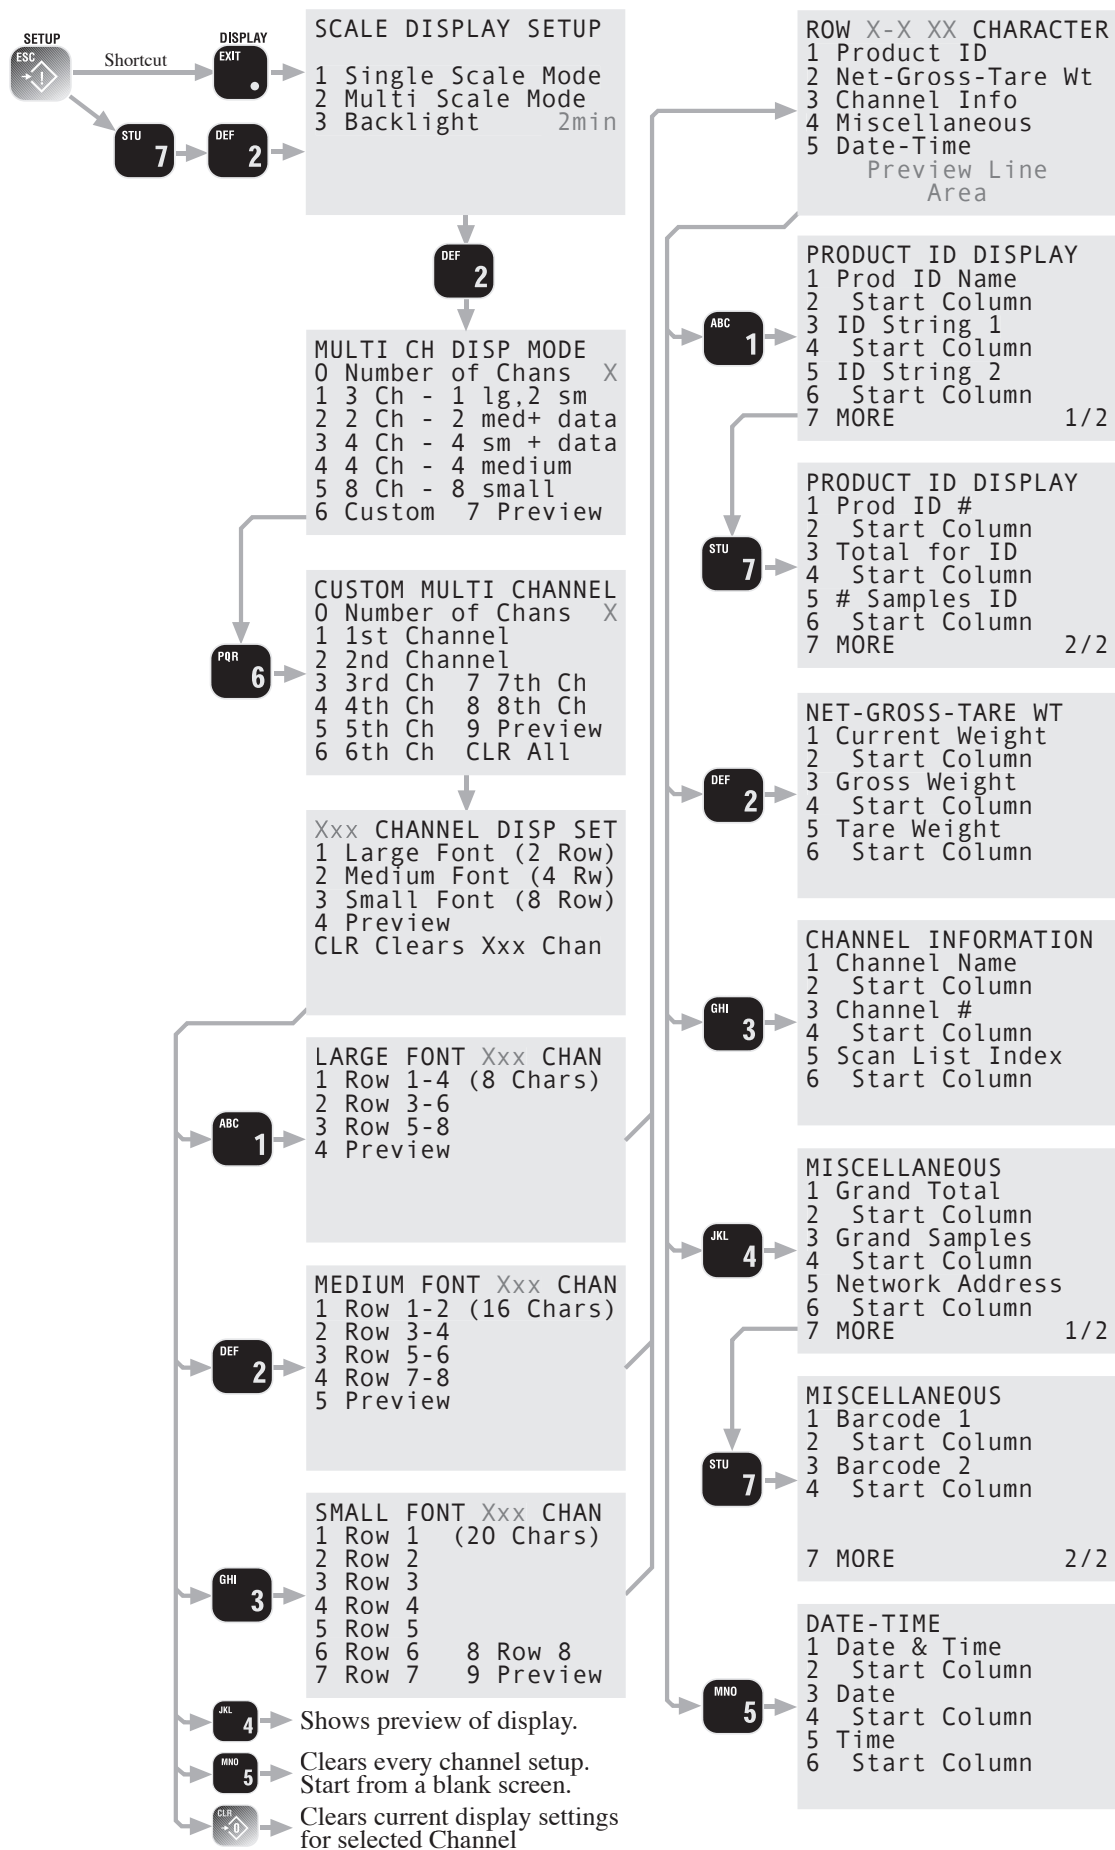 SETUP
ESC
Shortcut
DISPLAY
EXIT
STU 7
DEF 2
SCALE DISPLAY SETUP
1 Single Scale Mode
2 Multi Scale Mode
3 Backlight 2min
DEF 2
MULTI CH DISP MODE
0 Number of Chans X
1 3 Ch - 1 lg,2 sm
2 2 Ch - 2 med+ data
3 4 Ch - 4 sm + data
4 4 Ch - 4 medium
5 8 Ch - 8 small
6 Custom 7 Preview
PQR 6
CUSTOM MULTI CHANNEL
0 Number of Chans X
1 1st Channel
2 2nd Channel
3 3rd Ch 7 7th Ch
4 4th Ch 8 8th Ch
5 5th Ch 9 Preview
6 6th Ch CLR All
Xxx CHANNEL DISP SET
1 Large Font (2 Row)
2 Medium Font (4 Rw)
3 Small Font (8 Row)
4 Preview
CLR Clears Xxx Chan
ABC 1
LARGE FONT Xxx CHAN
1 Row 1-4 (8 Chars)
2 Row 3-6
3 Row 5-8
4 Preview
DEF 2
MEDIUM FONT Xxx CHAN
1 Row 1-2 (16 Chars)
2 Row 3-4
3 Row 5-6
4 Row 7-8
5 Preview
GHI 3
SMALL FONT Xxx CHAN
1 Row 1 (20 Chars)
2 Row 2
3 Row 3
4 Row 4
5 Row 5
6 Row 6 8 Row 8
7 Row 7 9 Preview
JKL 4
Shows preview of display.
MNO 5
Clears every channel setup.
Start from a blank screen.
CLR 0
Clears current display settings
for selected Channel
ROW X-X XX CHARACTER
1 Product ID
2 Net-Gross-Tare Wt
3 Channel Info
4 Miscellaneous
5 Date-Time
Preview Line
Area
ABC 1
PRODUCT ID DISPLAY
1 Prod ID Name
2 Start Column
3 ID String 1
4 Start Column
5 ID String 2
6 Start Column
7 MORE 1/2
STU 7
PRODUCT ID DISPLAY
1 Prod ID #
2 Start Column
3 Total for ID
4 Start Column
5 # Samples ID
6 Start Column
7 MORE 2/2
DEF 2
NET-GROSS-TARE WT
1 Current Weight
2 Start Column
3 Gross Weight
4 Start Column
5 Tare Weight
6 Start Column
GHI 3
CHANNEL INFORMATION
1 Channel Name
2 Start Column
3 Channel #
4 Start Column
5 Scan List Index
6 Start Column
JKL 4
MISCELLANEOUS
1 Grand Total
2 Start Column
3 Grand Samples
4 Start Column
5 Network Address
6 Start Column
7 MORE 1/2
STU 7
MISCELLANEOUS
1 Barcode 1
2 Start Column
3 Barcode 2
4 Start Column
7 MORE 2/2
MNO 5
DATE-TIME
1 Date & Time
2 Start Column
3 Date
4 Start Column
5 Time
6 Start Column